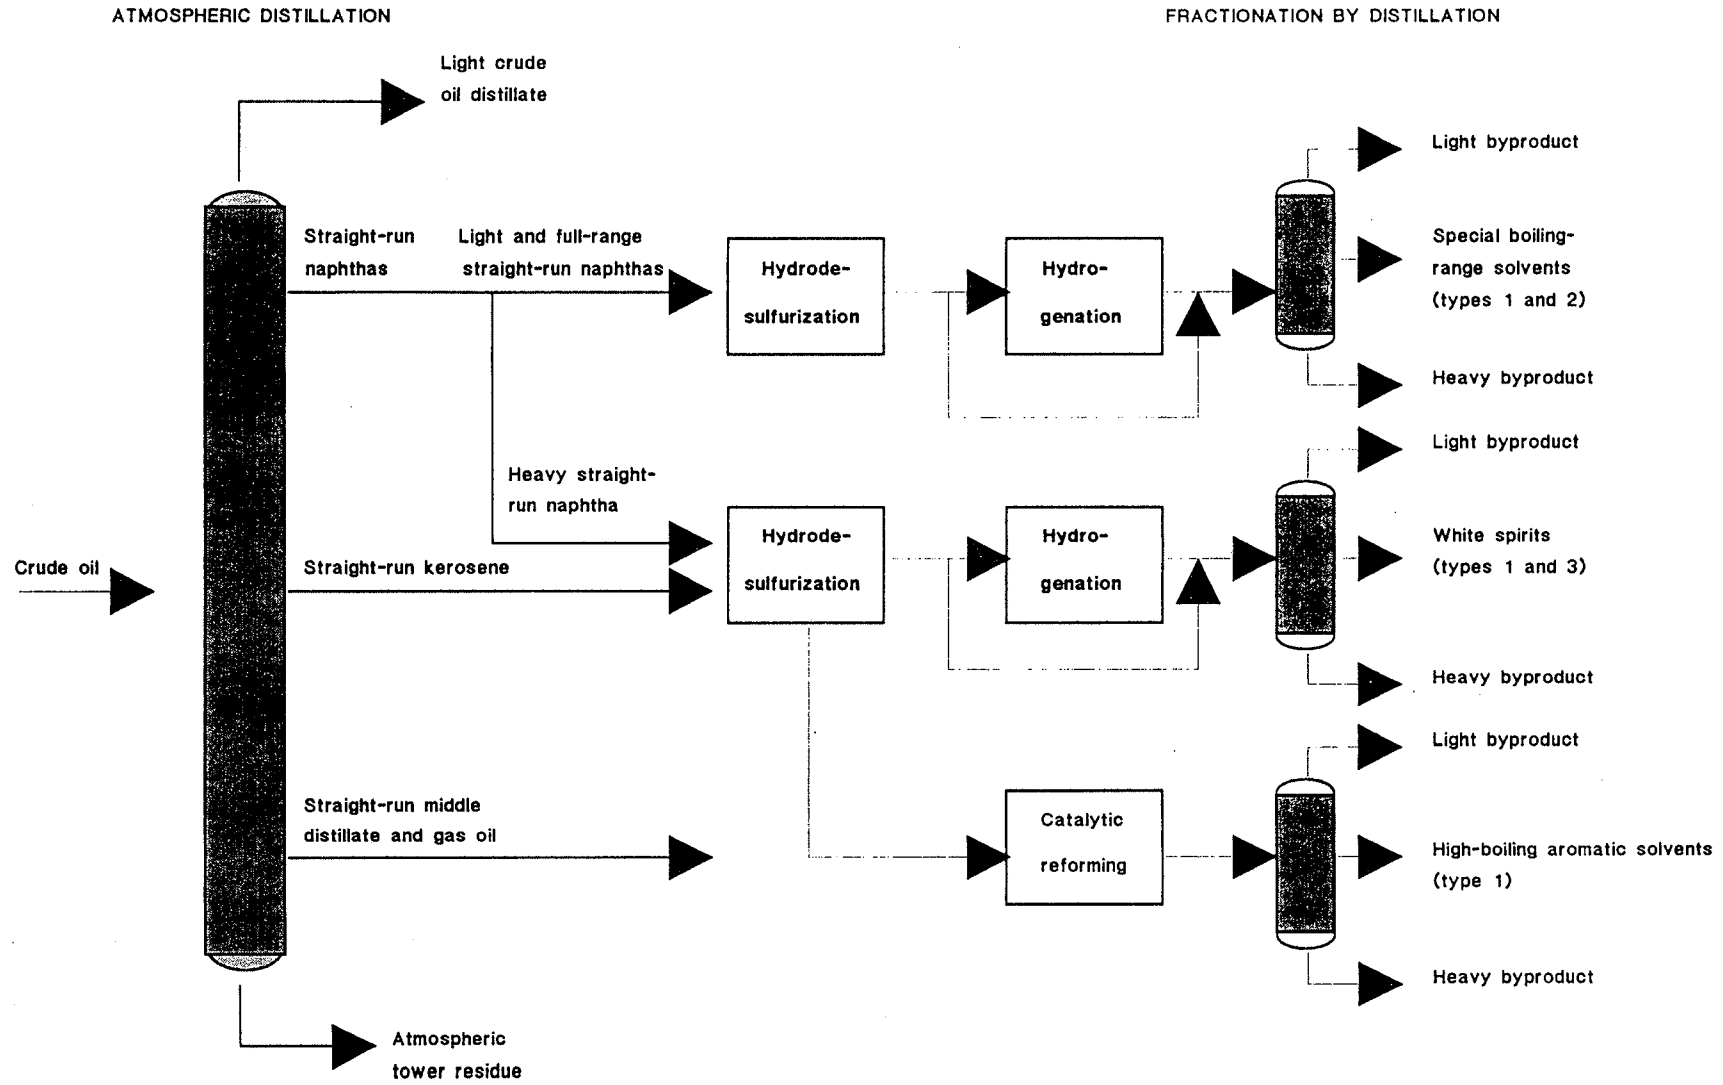 ATMOSPHERIC DISTILLATION
FRACTIONATION BY DISTILLATION
Light crude
oil distillate
Straight-run
naphthas
Light and full-range
straight-run naphthas
Hydrode-
sulfurization
Hydro-
genation
Light byproduct
Special boiling-
range solvents
(types 1 and 2)
Heavy byproduct
Heavy straight-
run naphtha
Crude oil
Straight-run kerosene
Hydrode-
sulfurization
Hydro-
genation
Light byproduct
White spirits
(types 1 and 3)
Heavy byproduct
Straight-run middle
distillate and gas oil
Catalytic
reforming
Light byproduct
High-boiling aromatic solvents
(type 1)
Heavy byproduct
Atmospheric
tower residue